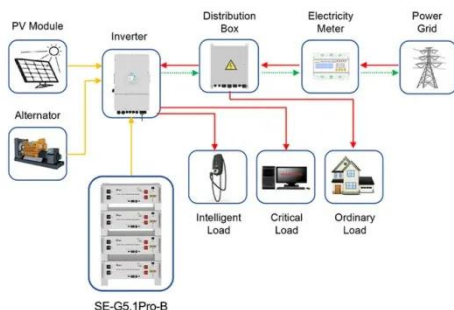 PV Module
Inverter
Distribution
Box
Electricity
Meter
Power
Grid
Alternator
Intelligent
Load
Critical
Load
Ordinary
Load
SE-G5.1Pro-B